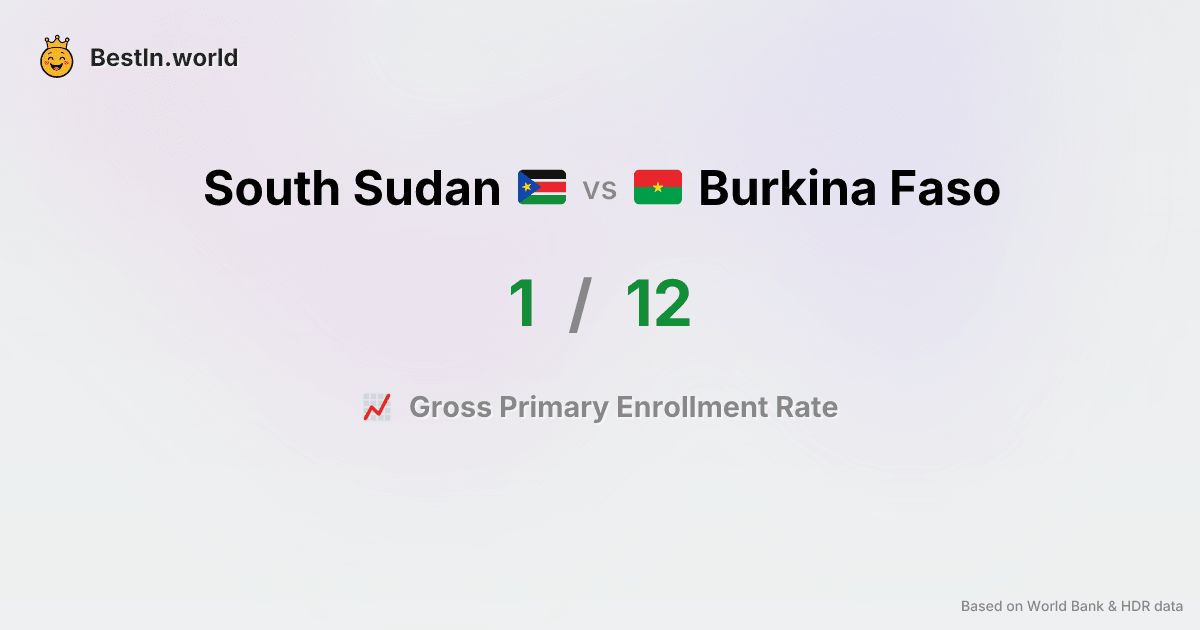 BestIn.world
South Sudan vs Burkina Faso
1 / 12
Gross Primary Enrollment Rate
Based on World Bank & HDR data